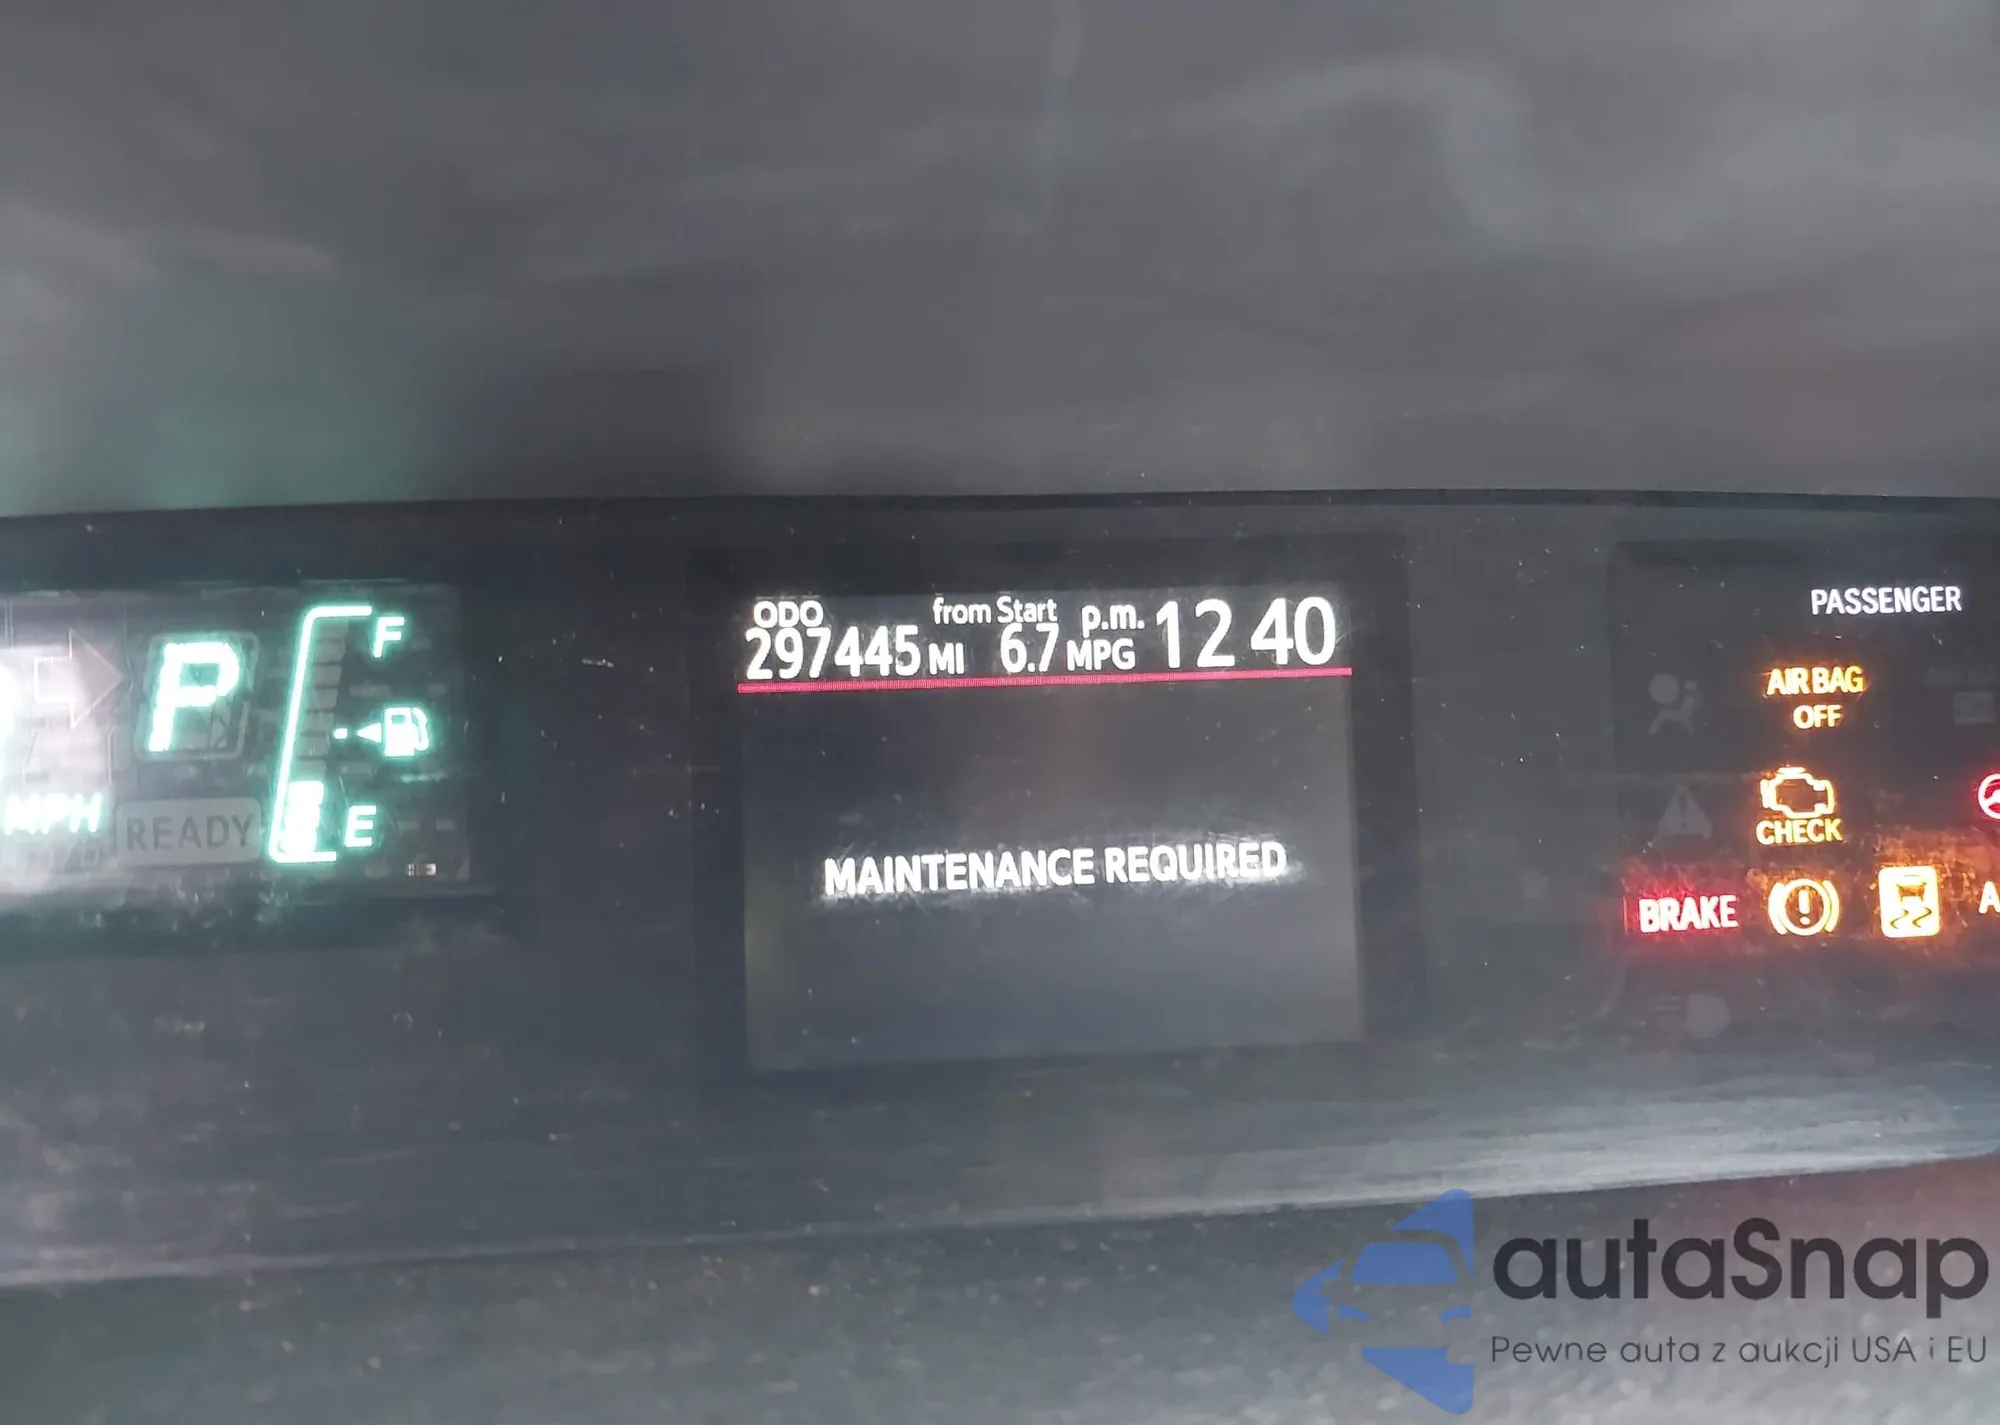 ODO from Start p.m. 12 40
297445 MI 6.7 MPG
MAINTENANCE REQUIRED
P
F
E
MPH
READY
PASSENGER
AIR BAG
OFF
CHECK
BRAKE
autaSnap
Pewne auta z aukcji USA i EU